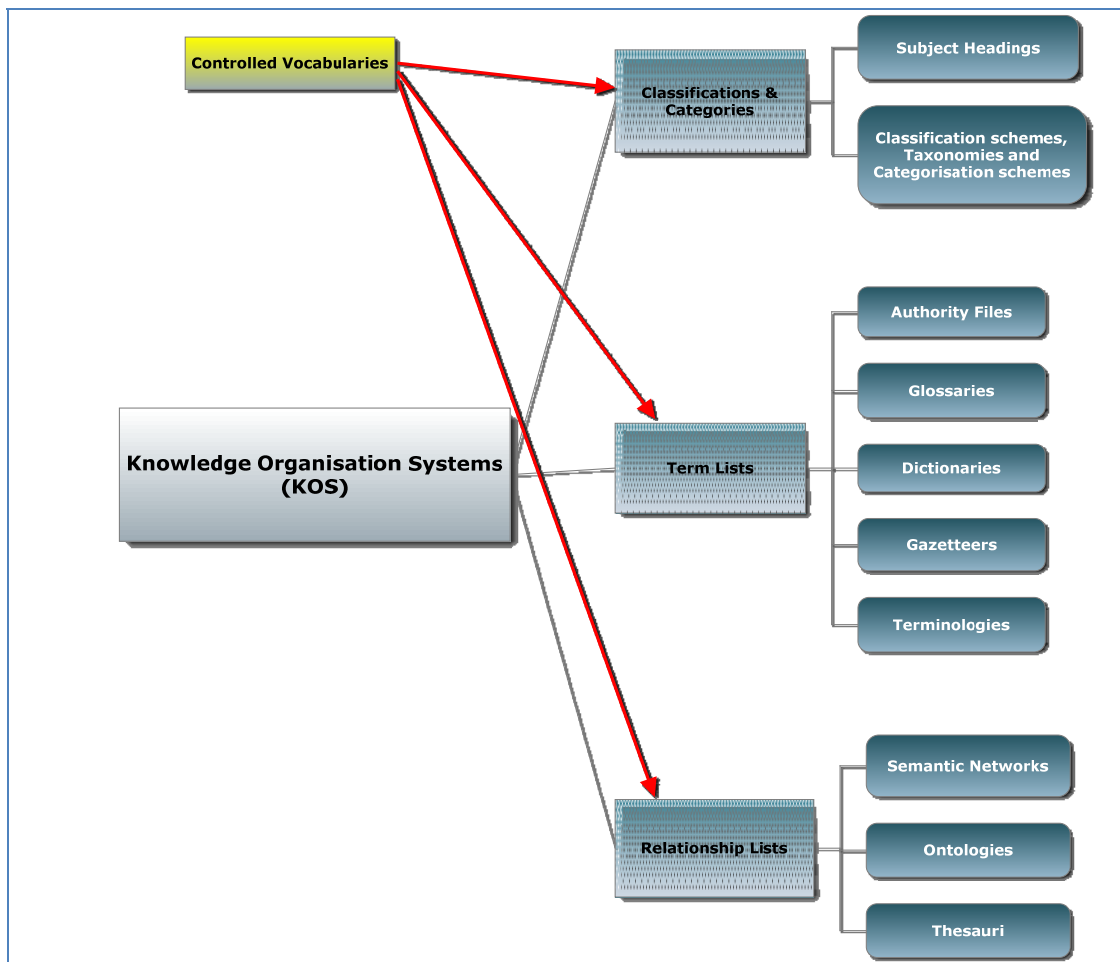 Controlled Vocabularies
Classifications &
Categories
Subject Headings
Classification schemes,
Taxonomies and
Categorisation schemes
Knowledge Organisation Systems
(KOS)
Term Lists
Authority Files
Glossaries
Dictionaries
Gazetteers
Terminologies
Relationship Lists
Semantic Networks
Ontologies
Thesauri